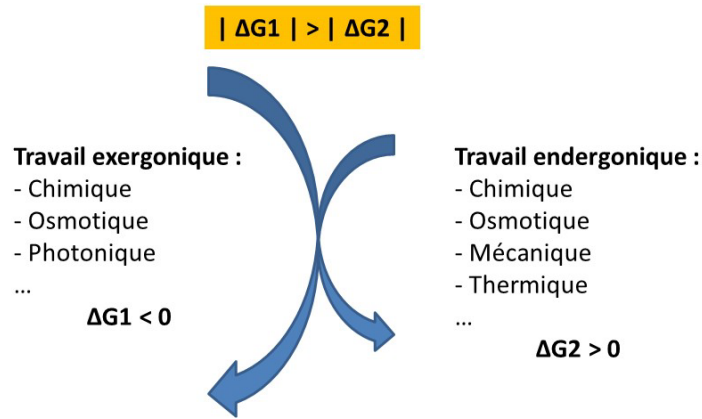 | ΔG1 | > | ΔG2 |
Travail exergonique :
- Chimique
- Osmotique
- Photonique
...
ΔG1 < 0
Travail endergonique :
- Chimique
- Osmotique
- Mécanique
- Thermique
...
ΔG2 > 0